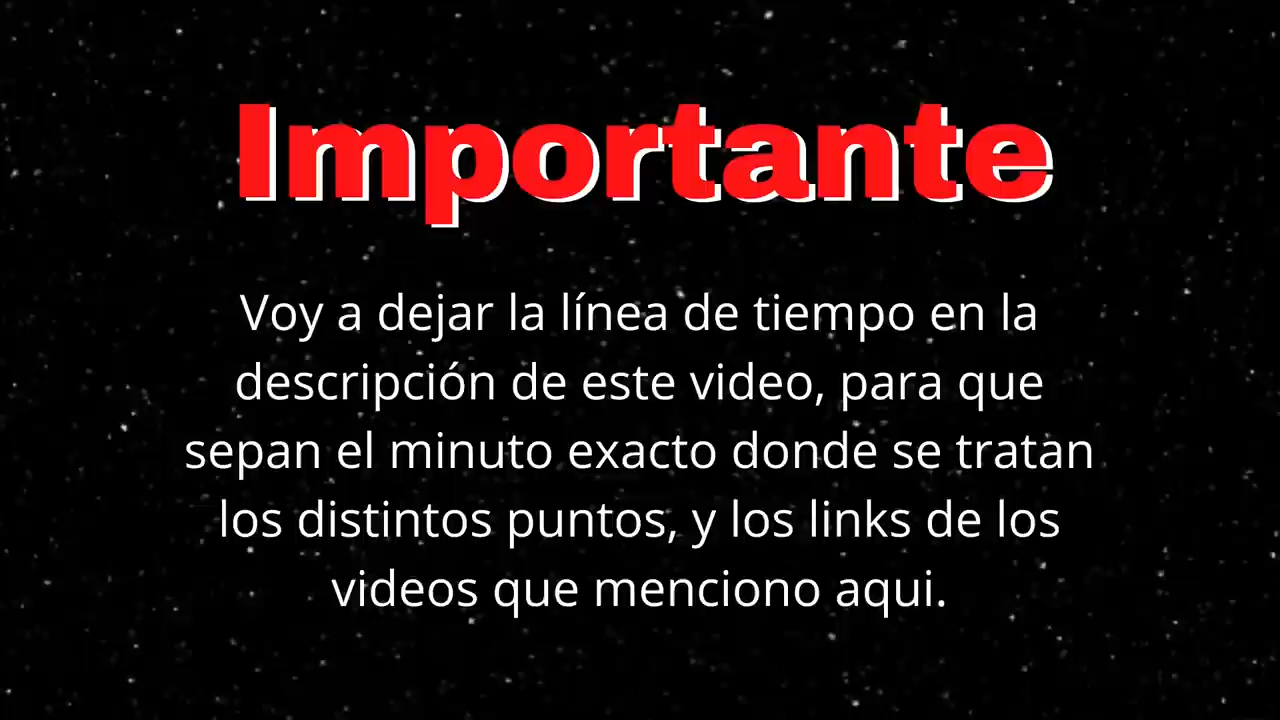 Importante
Voy a dejar la línea de tiempo en la
descripción de este video, para que
sepan el minuto exacto donde se tratan
los distintos puntos, y los links de los
videos que menciono aqui.